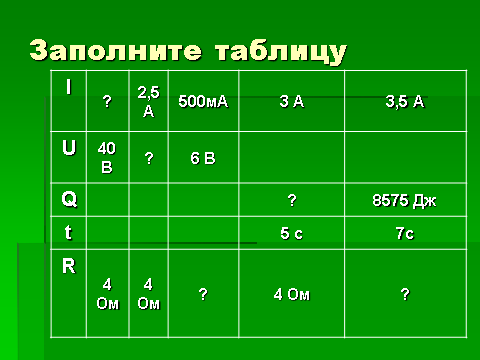 Заполните таблицу
I ? 2,5 А 500мА 3 А 3,5 А
U 40 В ? 6 В
Q ? 8575 Дж
t 5 с 7с
R 4 Ом 4 Ом ? 4 Ом ?